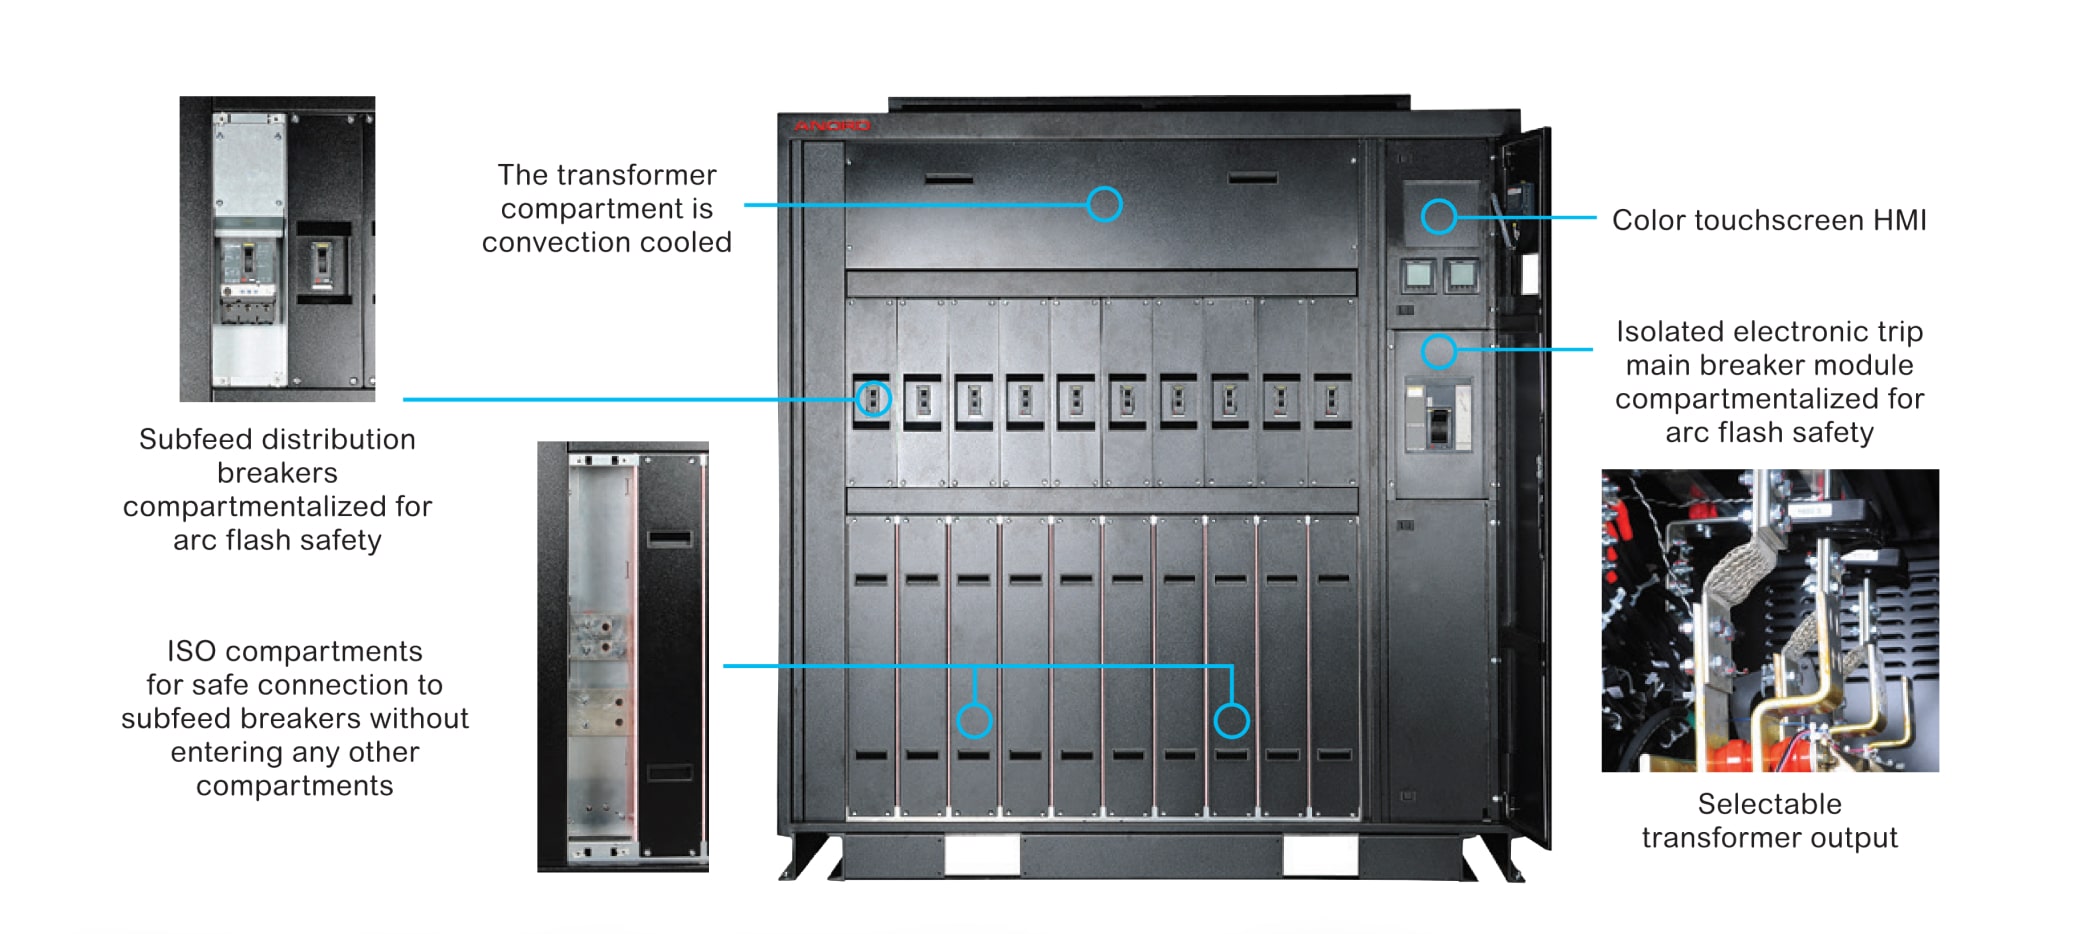 ANORD
The transformer
compartment is
convection cooled
Color touchscreen HMI
Isolated electronic trip
main breaker module
compartmentalized for
arc flash safety
Subfeed distribution
breakers
compartmentalized for
arc flash safety
ISO compartments
for safe connection to
subfeed breakers without
entering any other
compartments
Selectable
transformer output